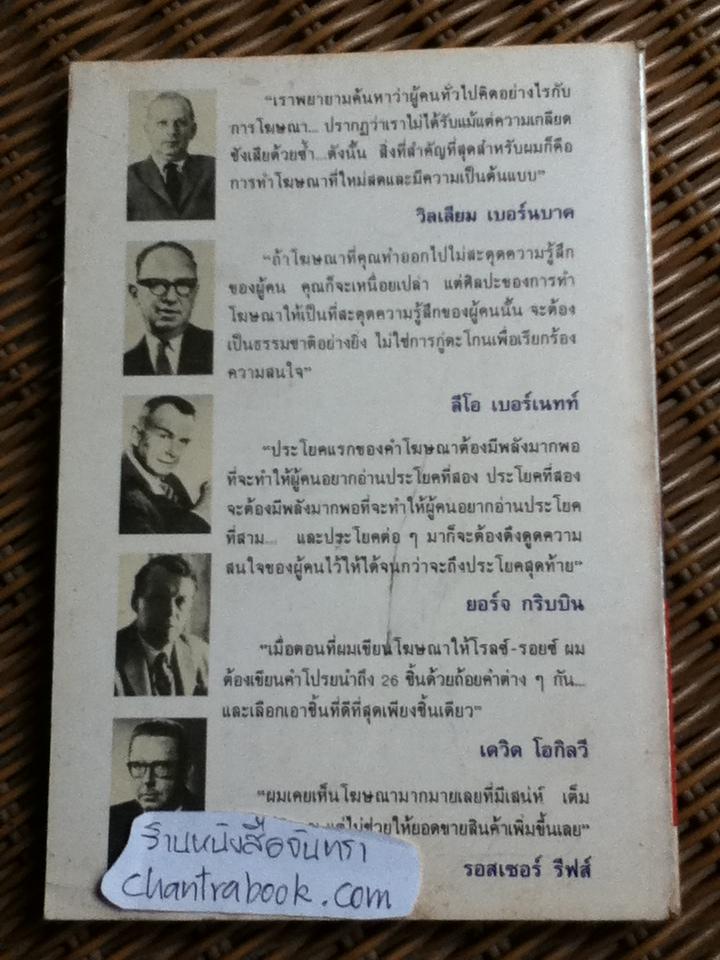 “เราพยายามค้นหาว่าผู้คนทั่วไปคิดอย่างไรกับ
การโฆษณา... ปรากฏว่าเราไม่ได้รับแม้แต่ความเกลียด
ชังเสียด้วยซ้ำ...ดังนั้น สิ่งที่สำคัญที่สุดสำหรับผมก็คือ
การทำโฆษณาที่ใหม่สดและมีความเป็นต้นแบบ”
วิลเลียม เบอร์นบาค
“ถ้าโฆษณาที่คุณทำออกไปไม่สะดุดความรู้สึก
ของผู้คน คุณก็จะเหนื่อยเปล่า แต่ศิลปะของการทำ
โฆษณาให้เป็นที่สะดุดความรู้สึกของผู้คนนั้น จะต้อง
เป็นธรรมชาติอย่างยิ่ง ไม่ใช่การกู่ตะโกนเพื่อเรียกร้อง
ความสนใจ”
ลีโอ เบอร์เนทท์
“ประโยคแรกของคำโฆษณาต้องมีพลังมากพอ
ที่จะทำให้ผู้คนอยากอ่านประโยคที่สอง ประโยคที่สอง
จะต้องมีพลังมากพอที่จะทำให้ผู้คนอยากอ่านประโยค
ที่สาม... และประโยคต่อ ๆ มาก็จะต้องดึงดูดความ
สนใจของผู้คนไว้ให้ได้จนกว่าจะถึงประโยคสุดท้าย”
ยอร์จ กริบบิน
“เมื่อตอนที่ผมเขียนโฆษณาให้โรลซ์-รอยซ์ ผม
ต้องเขียนคำโปรยนำถึง 26 ชิ้นด้วยถ้อยคำต่าง ๆ กัน...
และเลือกเอาชิ้นที่ดีที่สุดเพียงชิ้นเดียว”
เดวิด โอกิลวี
“ผมเคยเห็นโฆษณามากมายเลยที่มีเสน่ห์ เต็ม
แต่ไม่ช่วยให้ยอดขายสินค้าเพิ่มขึ้นเลย”
รอสเซอร์ รีฟส์
ร้านหนังสือจันทรา
chantrabook.com